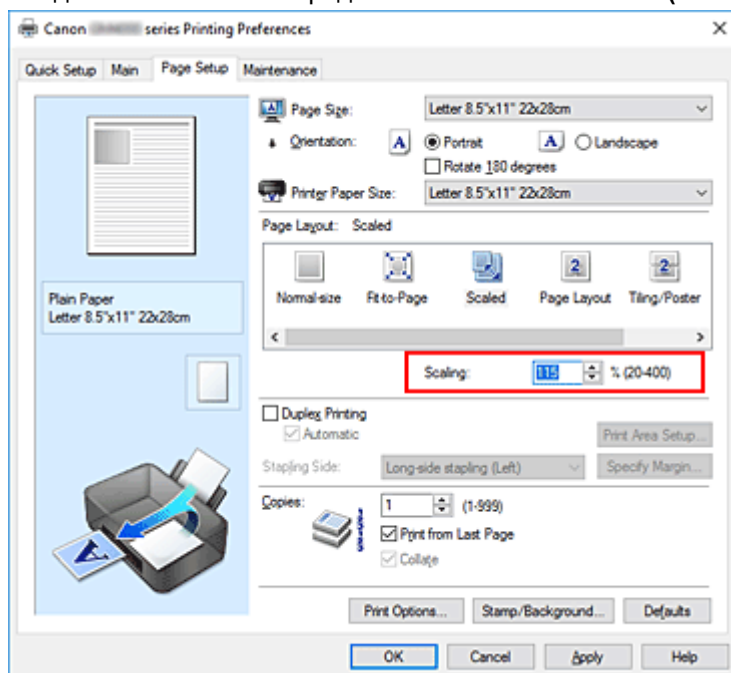 Canon series Printing Preferences
Quick Setup Main Page Setup Maintenance
Page Size: Letter 8.5"x11" 22x28cm
Orientation: A Portrait A Landscape
Rotate 180 degrees
Printer Paper Size: Letter 8.5"x11" 22x28cm
Page Layout: Scaled
Normal-size Fit-to-Page Scaled Page Layout Tiling/Poster
Plain Paper
Letter 8.5"x11" 22x28cm
Scaling: 115 % (20-400)
Duplex Printing
Automatic
Print Area Setup...
Stapling Side: Long-side stapling (Left) Specify Margin...
Copies: 1 (1-999)
Print from Last Page
Collate
Print Options... Stamp/Background... Defaults
OK Cancel Apply Help